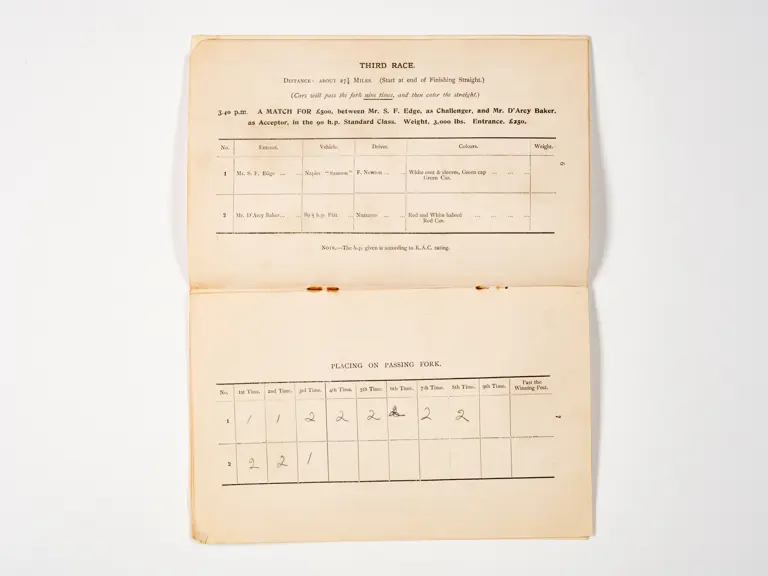 THIRD RACE.
DISTANCE- ABOUT 27¼ MILES. (Start at end of Finishing Straight.)
(Cars will pass the fork nine times, and then enter the straight.)
3.40 p.m. A MATCH FOR £500, between Mr. S. F. Edge, as Challenger, and Mr. D'Arcy Baker,
as Acceptor, in the 90 h.p. Standard Class. Weight, 3,000 lbs. Entrance, £250.
No. Entrant. Vehicle. Driver. Colours. Weight.
1 Mr. S. F. Edge ... ... Napier "Samson" F. Newton ... ... White coat & sleeves, Green cap ... ... ...
Green Car.
6
2 Mr. D'Arcy Baker... ... 89·5 h.p. Fiat ... Nazzaro ... ... Red and White halved ... ... ... ...
Red Car.
NOTE.—The h.p. given is according to R.A.C. rating.
PLACING ON PASSING FORK.
No. 1st Time. 2nd Time. 3rd Time. 4th Time. 5th Time. 6th Time. 7th Time. 8th Time. 9th Time. Past the
Winning Post.
1 1 1 2 2 2 2 2
7
2 2 2 1